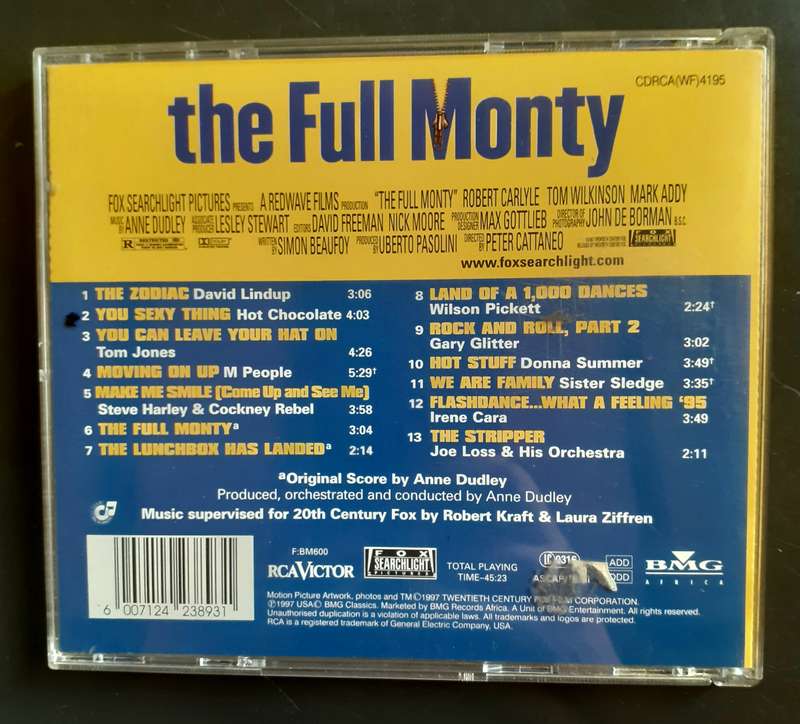 CDRCA(WF)4195
the Full Monty
FOX SEARCHLIGHT PICTURES PRESENTS A REDWAVE FILMS PRODUCTION "THE FULL MONTY" ROBERT CARLYLE TOM WILKINSON MARK ADDY
MUSIC BY ANNE DUDLEY ASSOCIATE PRODUCER LESLEY STEWART EDITORS DAVID FREEMAN NICK MOORE PRODUCTION DESIGNER MAX GOTTLIEB DIRECTOR OF PHOTOGRAPHY JOHN DE BORMAN B.S.C.
R RESTRICTED WRITTEN BY SIMON BEAUFOY PRODUCED BY UBERTO PASOLINI DIRECTED BY PETER CATTANEO FOX SEARCHLIGHT
www.foxsearchlight.com
1 THE ZODIAC David Lindup 3:06
2 YOU SEXY THING Hot Chocolate 4:03
3 YOU CAN LEAVE YOUR HAT ON
Tom Jones 4:26
4 MOVING ON UP M People 5:29†
5 MAKE ME SMILE (Come Up and See Me)
Steve Harley & Cockney Rebel 3:58
6 THE FULL MONTYª 3:04
7 THE LUNCHBOX HAS LANDEDª 2:14
8 LAND OF A 1,000 DANCES
Wilson Pickett 2:24†
9 ROCK AND ROLL, PART 2
Gary Glitter 3:02
10 HOT STUFF Donna Summer 3:49†
11 WE ARE FAMILY Sister Sledge 3:35†
12 FLASHDANCE...WHAT A FEELING '95
Irene Cara 3:49
13 THE STRIPPER
Joe Loss & His Orchestra 2:11
ªOriginal Score by Anne Dudley
Produced, orchestrated and conducted by Anne Dudley
Music supervised for 20th Century Fox by Robert Kraft & Laura Ziffren
6 007124 238931
F:BM600
RCA VICTOR
FOX SEARCHLIGHT PICTURES
TOTAL PLAYING
TIME-45:23
ADD
DDD
BMG
AFRICA
Motion Picture Artwork, photos and TM ©1997 TWENTIETH CENTURY FOX FILM CORPORATION.
℗1997 USA© BMG Classics. Marketed by BMG Records Africa. A Unit of BMG Entertainment. All rights reserved.
Unauthorised duplication is a violation of applicable laws. All trademarks and logos are protected.
RCA is a registered trademark of General Electric Company, USA.